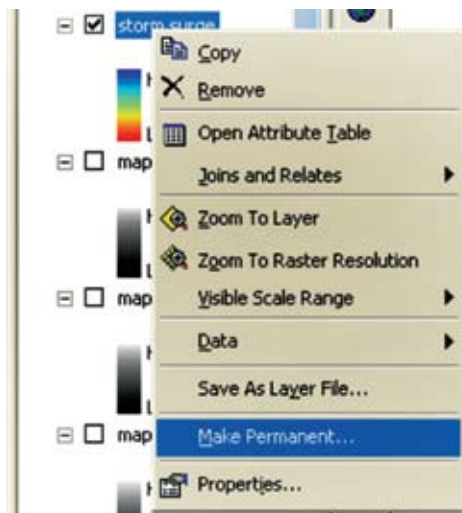 storm surge
Copy
Remove
Open Attribute Table
map
Joins and Relates
Zoom To Layer
Zoom To Raster Resolution
map
Visible Scale Range
Data
Save As Layer File...
map
Make Permanent...
Properties...